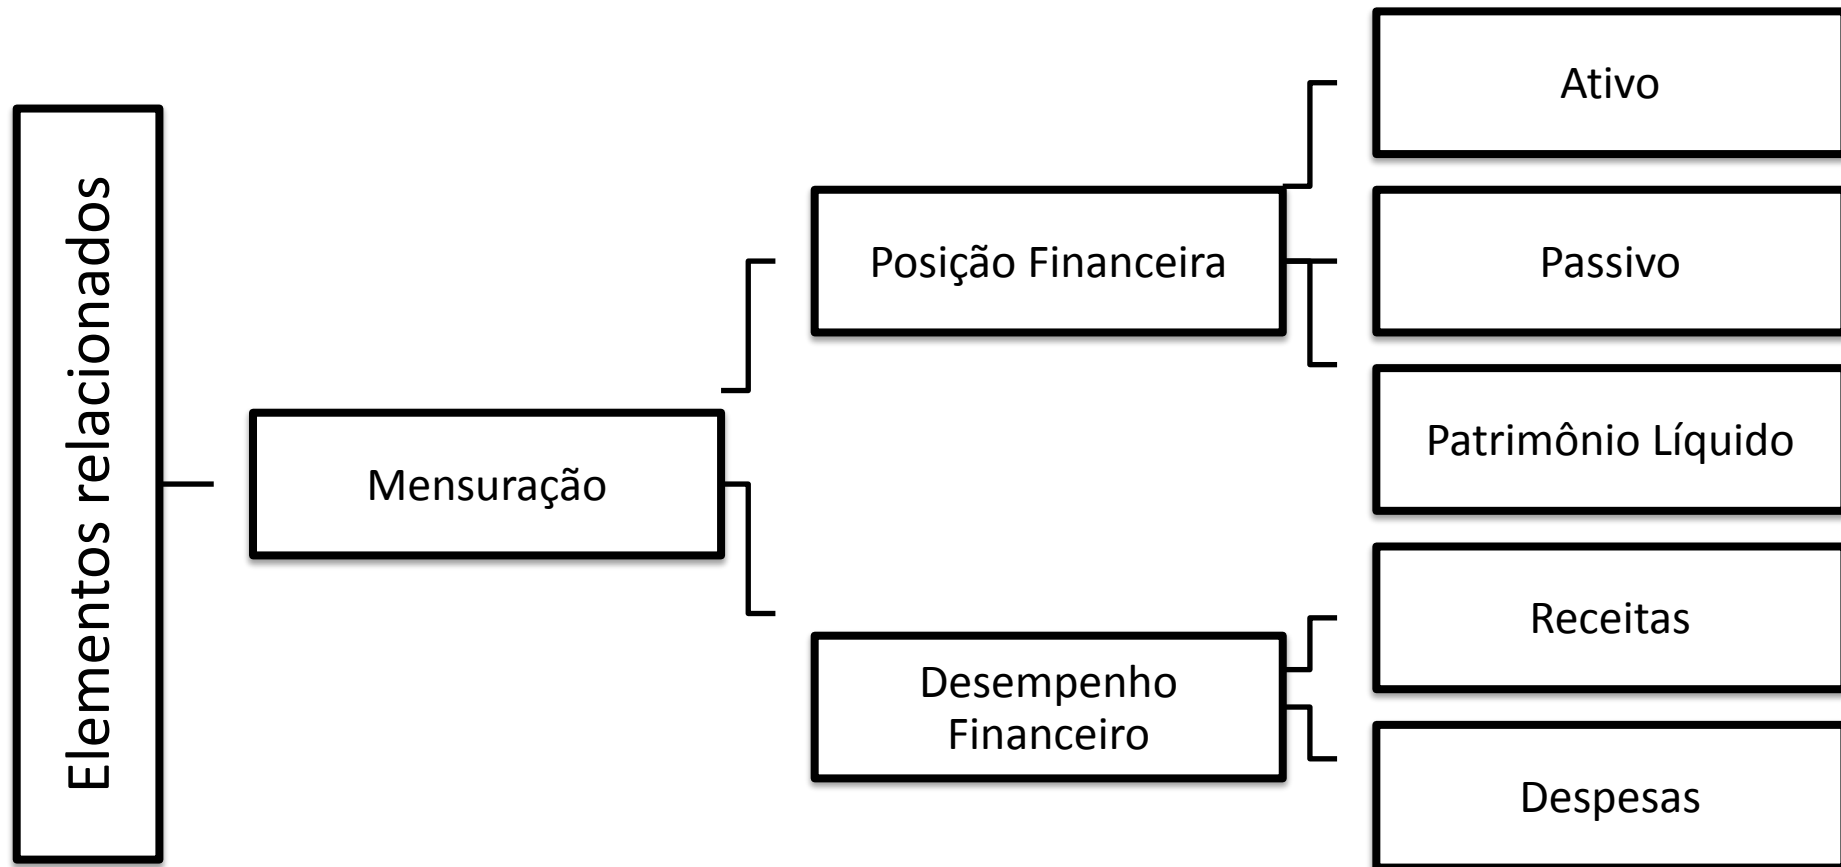 Elementos relacionados
Mensuração
Posição Financeira
Ativo
Passivo
Patrimônio Líquido
Desempenho
Financeiro
Receitas
Despesas